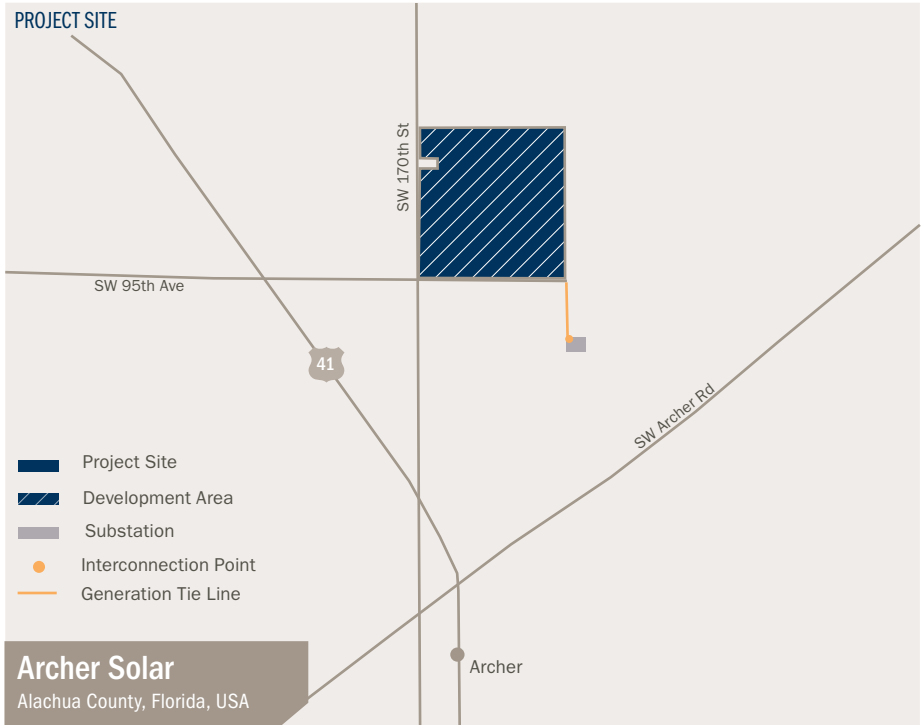 PROJECT SITE
SW 170th St
SW 95th Ave
41
SW Archer Rd
Project Site
Development Area
Substation
Interconnection Point
Generation Tie Line
Archer Solar
Alachua County, Florida, USA
Archer